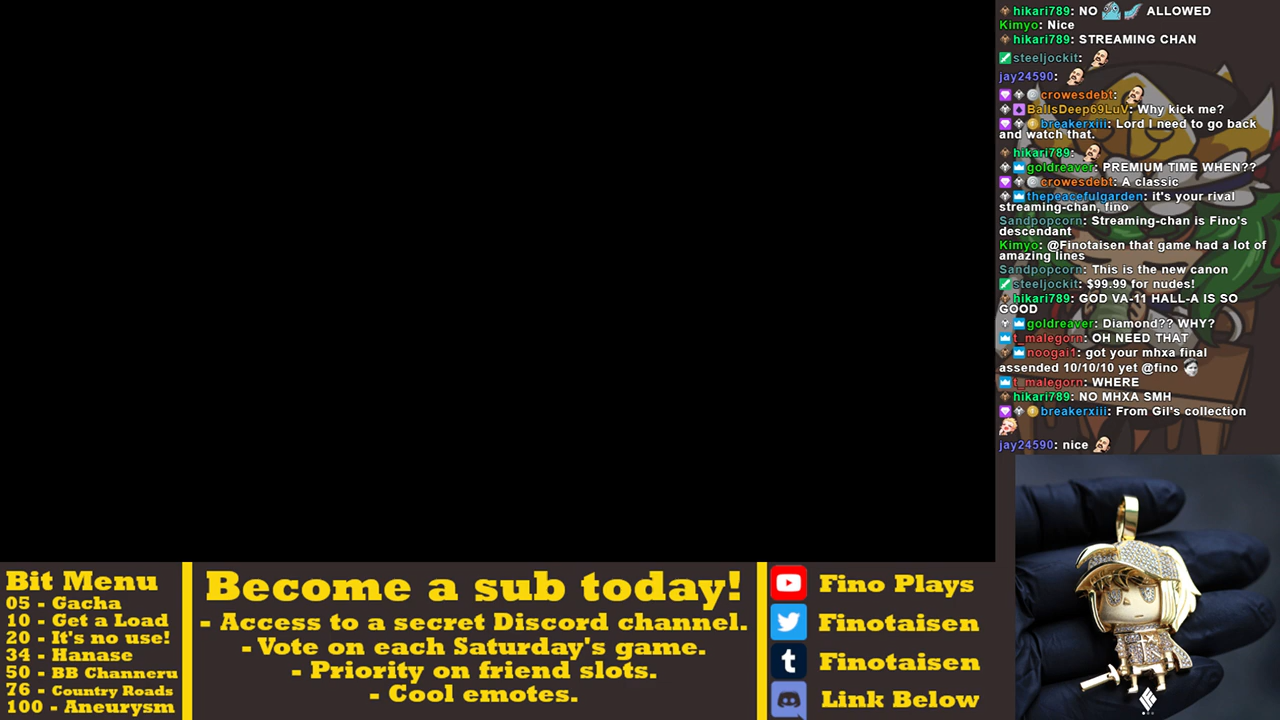 hikari789: NO ALLOWED
Kimyo: Nice
hikari789: STREAMING CHAN
steeljockit:
jay24590:
crowesdebt:
BallsDeep69LuV: Why kick me?
breakerxiii: Lord I need to go back
and watch that.
hikari789:
goldreaver: PREMIUM TIME WHEN??
crowesdebt: A classic
thepeacefulgarden: it's your rival
streaming-chan, fino
Sandpopcorn: Streaming-chan is Fino's
descendant
Kimyo: @Finotaisen that game had a lot of
amazing lines
Sandpopcorn: This is the new canon
steeljockit: $99.99 for nudes!
hikari789: GOD VA-11 HALL-A IS SO
GOOD
goldreaver: Diamond?? WHY?
t_malegorn: OH NEED THAT
noogai1: got your mhxa final
assended 10/10/10 yet @fino
t_malegorn: WHERE
hikari789: NO MHXA SMH
breakerxiii: From Gil's collection
jay24590: nice
Bit Menu
05 - Gacha
10 - Get a Load
20 - It's no use!
34 - Hanase
50 - BB Channeru
76 - Country Roads
100 - Aneurysm
Become a sub today!
- Access to a secret Discord channel.
- Vote on each Saturday's game.
- Priority on friend slots.
- Cool emotes.
Fino Plays
Finotaisen
Finotaisen
Link Below